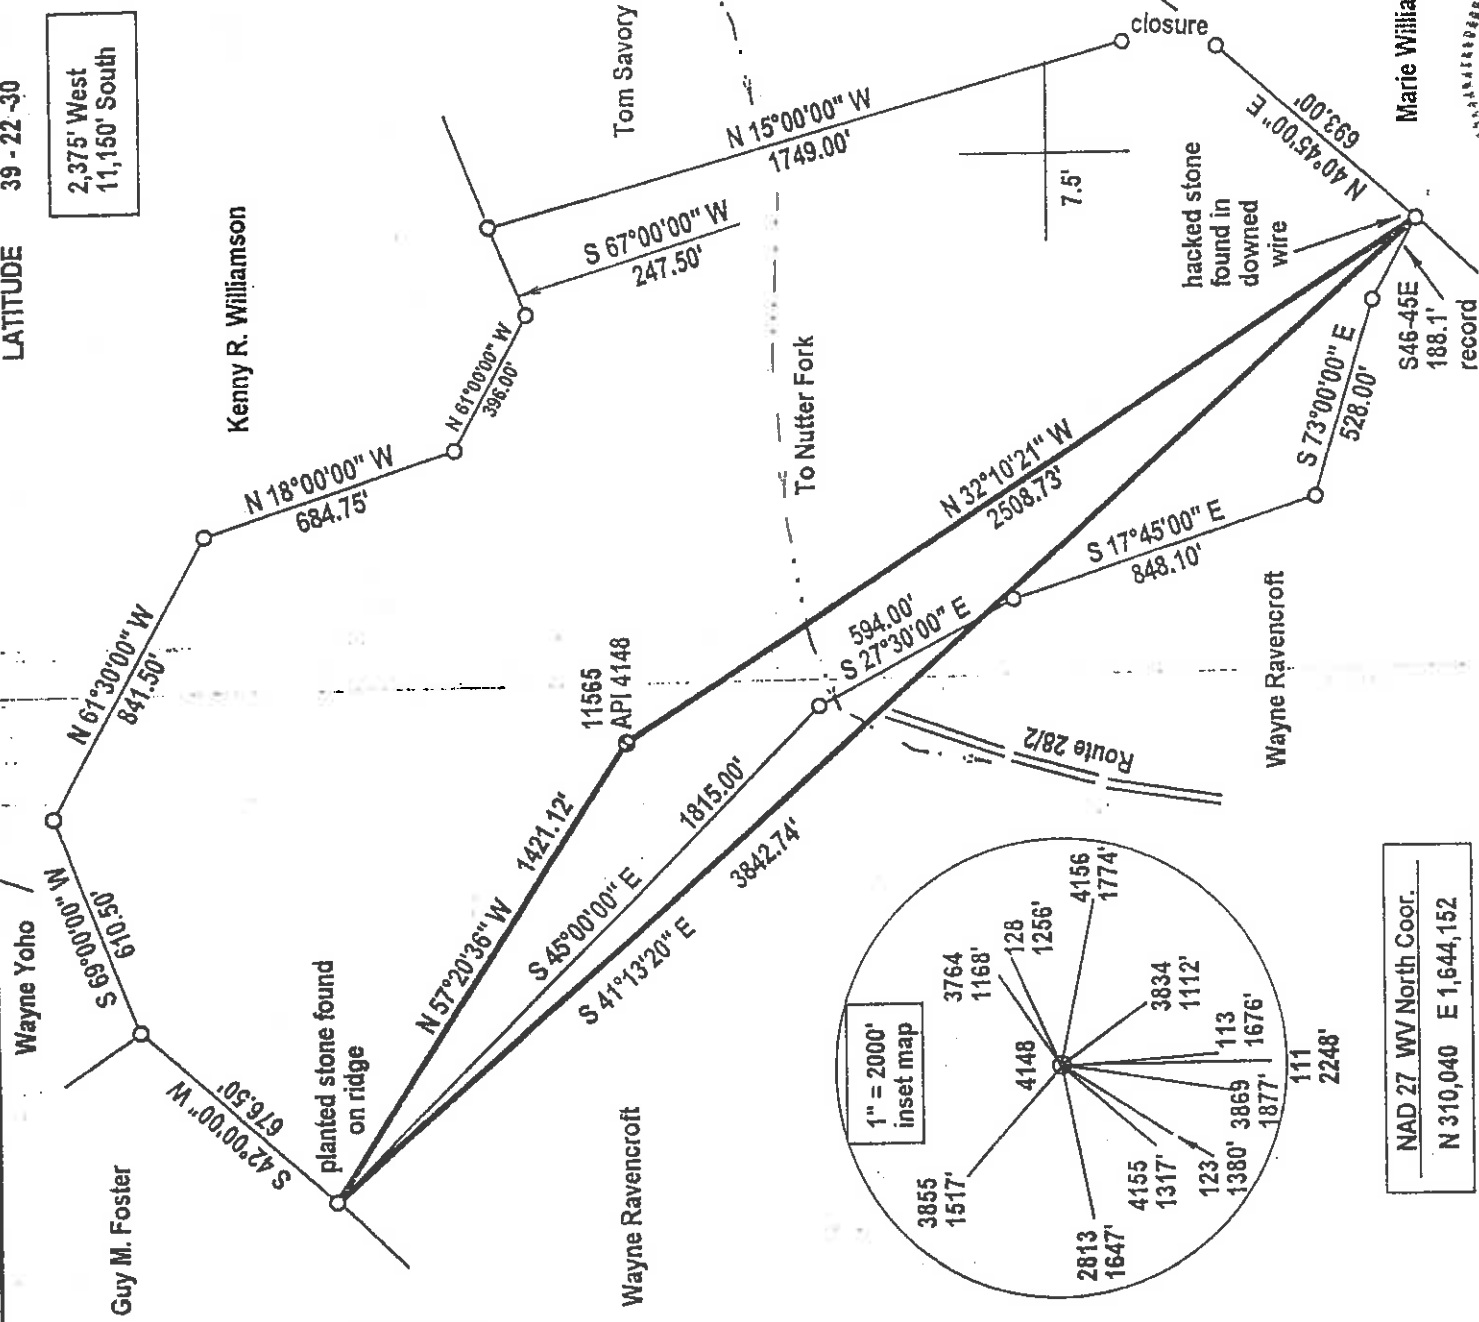 LATITUDE 39 - 22 -30
2,375' West
11,150' South
Tom Savory
closure
Marie Willia
Kenny R. Williamson
N 15°00'00" W
1749.00'
S 67°00'00" W
247.50'
7.5'
N 40°45'00" E
693.00'
hacked stone
found in
downed
wire
N 61°00'00" W
396.00'
N 18°00'00" W
684.75'
To Nutter Fork
N 32°10'21" W
2508.73'
S 73°00'00" E
528.00'
S46-45E
188.1'
record
S 17°45'00" E
848.10'
N 61°30'00" W
841.50'
11565
API 4148
594.00'
S 27°30'00" E
Route 28/2
Wayne Ravencroft
Wayne Yoho
S 69°00'00" W
610.50'
N 57°20'36" W 1421.12'
S 45°00'00" E 1815.00'
S 41°13'20" E 3842.74'
planted stone found
on ridge
S 42°00'00" W
676.50'
Guy M. Foster
Wayne Ravencroft
1" = 2000'
inset map
3764
1168'
128
1256'
4156
1774'
4148
3834
1112'
113
1676'
111
2248'
3869
1877'
123
1380'
4155
1317'
2813
1647'
3855
1517'
NAD 27 WV North Coor.
N 310,040 E 1,644,152